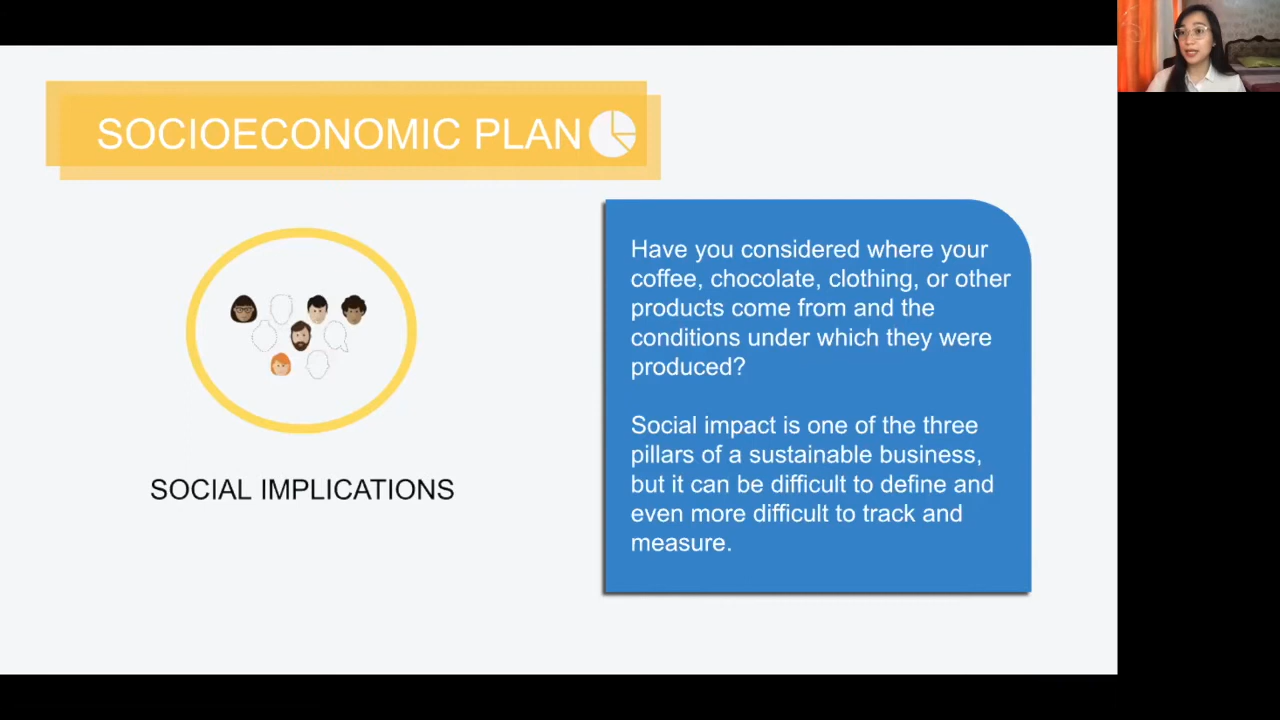 SOCIOECONOMIC PLAN
SOCIAL IMPLICATIONS
Have you considered where your
coffee, chocolate, clothing, or other
products come from and the
conditions under which they were
produced?
Social impact is one of the three
pillars of a sustainable business,
but it can be difficult to define and
even more difficult to track and
measure.